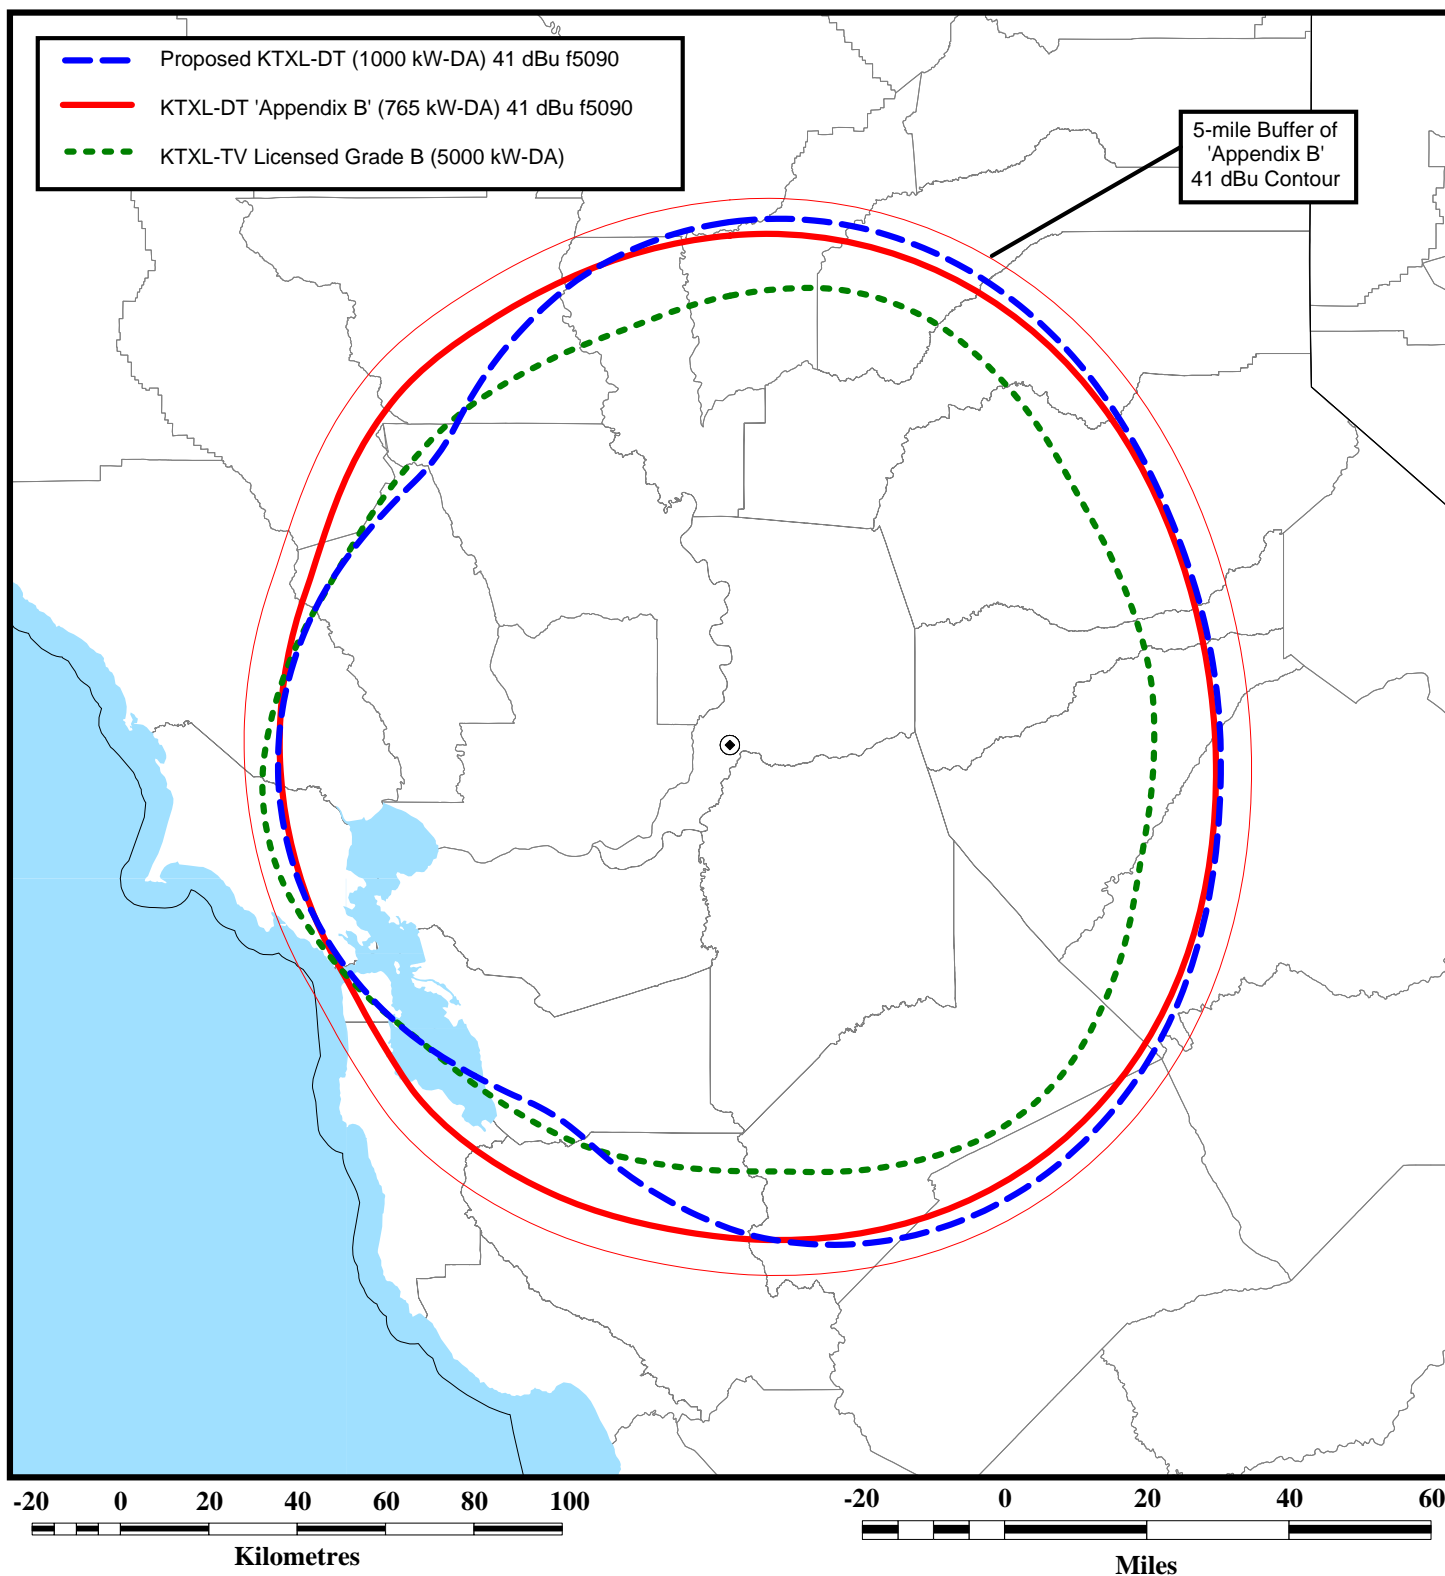 Proposed KTXL-DT (1000 kW-DA) 41 dBu f5090
KTXL-DT 'Appendix B' (765 kW-DA) 41 dBu f5090
KTXL-TV Licensed Grade B (5000 kW-DA)
5-mile Buffer of
'Appendix B'
41 dBu Contour
-20 0 20 40 60 80 100
Kilometres
-20 0 20 40 60
Miles